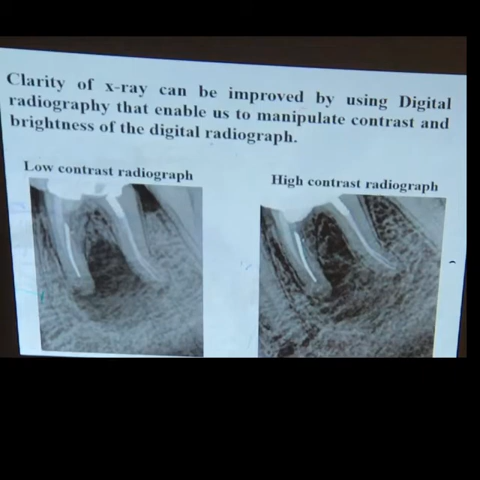 Clarity of x-ray can be improved by using Digital
radiography that enable us to manipulate contrast and
brightness of the digital radiograph.
Low contrast radiograph
High contrast radiograph